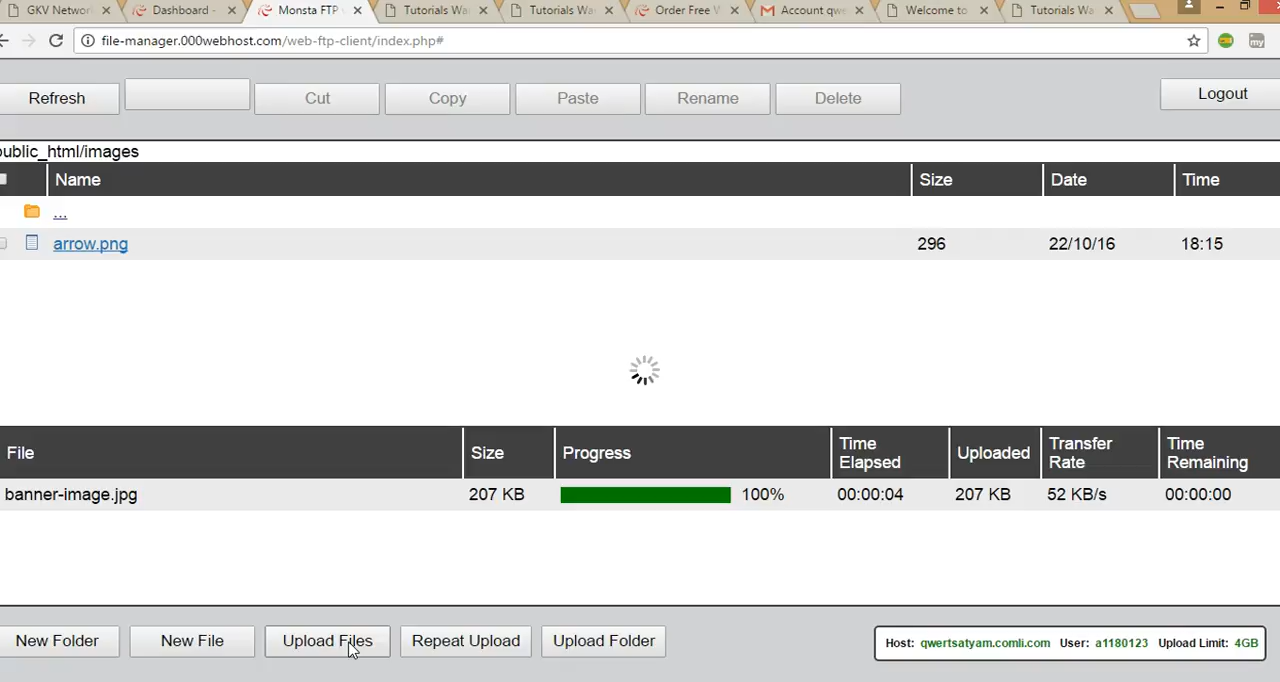 GKV Networ
Dashboard -
Monsta FTP
Tutorials Wa
Tutorials Wa
Order Free
Account qwe
Welcome to
Tutorials Wa
file-manager.000webhost.com/web-ftp-client/index.php#
my
Refresh
Cut
Copy
Paste
Rename
Delete
Logout
public_html/images
Name Size Date Time
...
arrow.png 296 22/10/16 18:15
File Size Progress Time Elapsed Uploaded Transfer Rate Time Remaining
banner-image.jpg 207 KB 100% 00:00:04 207 KB 52 KB/s 00:00:00
New Folder
New File
Upload Files
Repeat Upload
Upload Folder
Host: qwertsatyam.comli.com User: a1180123 Upload Limit: 4GB